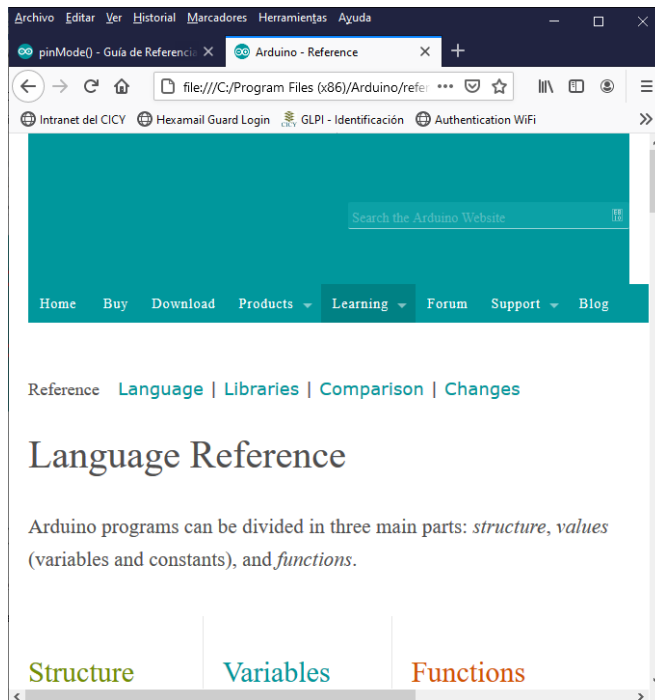 Archivo Editar Ver Historial Marcadores Herramientas Ayuda
pinMode() - Guía de Referencia
Arduino - Reference
file:///C:/Program Files (x86)/Arduino/refer
Intranet del CICY Hexamail Guard Login GLPI - Identificación Authentication WiFi
Search the Arduino Website
Home Buy Download Products Learning Forum Support Blog
Reference Language | Libraries | Comparison | Changes
Language Reference
Arduino programs can be divided in three main parts: structure, values
(variables and constants), and functions.
Structure Variables Functions